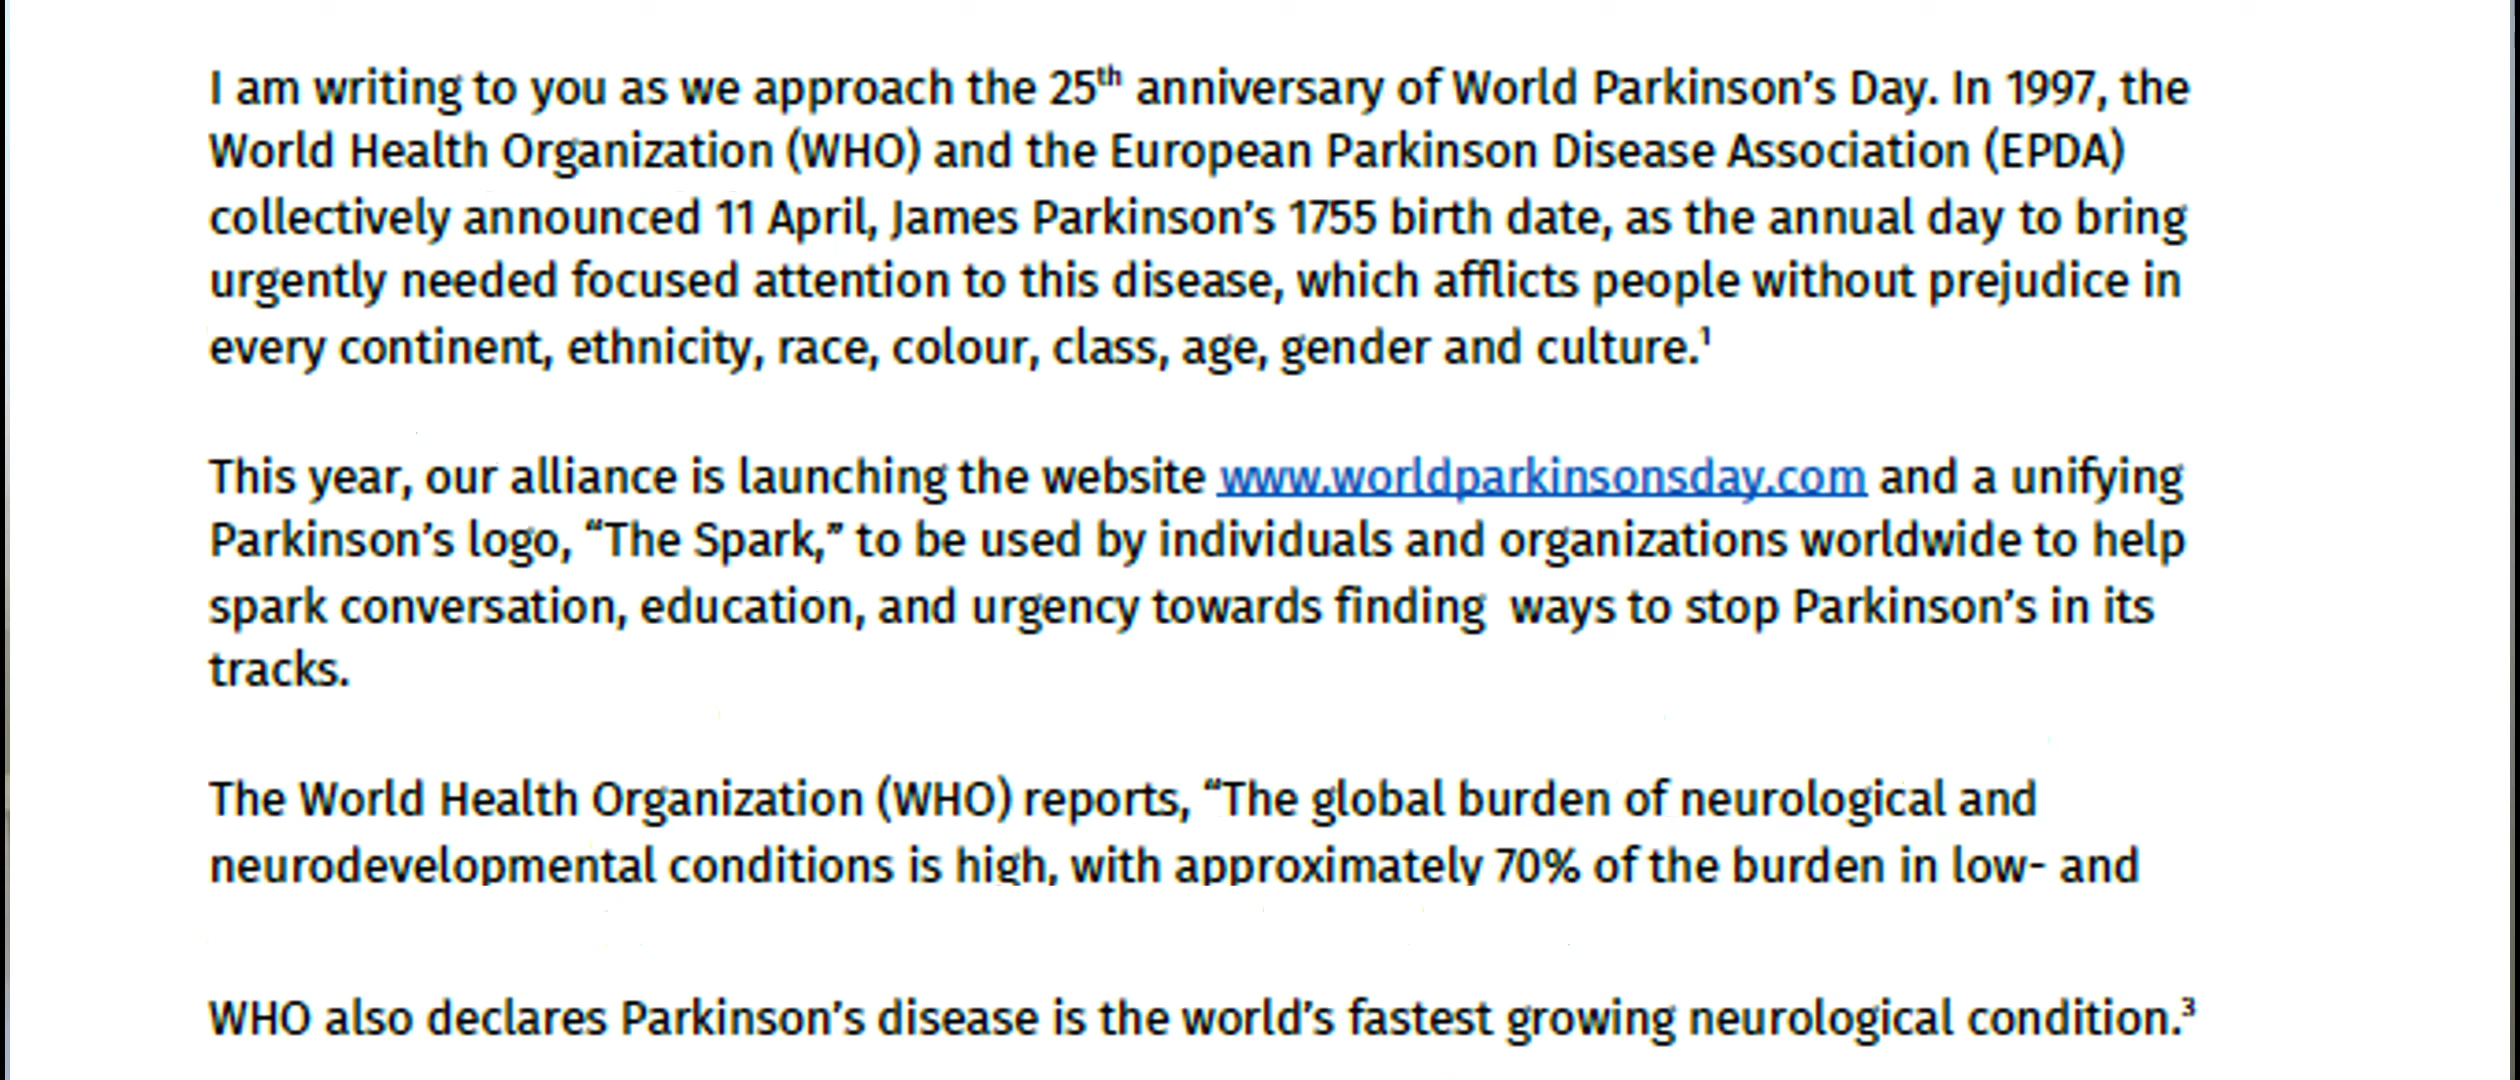 I am writing to you as we approach the 25th anniversary of World Parkinson’s Day. In 1997, the
World Health Organization (WHO) and the European Parkinson Disease Association (EPDA)
collectively announced 11 April, James Parkinson’s 1755 birth date, as the annual day to bring
urgently needed focused attention to this disease, which afflicts people without prejudice in
every continent, ethnicity, race, colour, class, age, gender and culture.¹
This year, our alliance is launching the website www.worldparkinsonsday.com and a unifying
Parkinson’s logo, “The Spark,” to be used by individuals and organizations worldwide to help
spark conversation, education, and urgency towards finding  ways to stop Parkinson’s in its
tracks.
The World Health Organization (WHO) reports, “The global burden of neurological and
neurodevelopmental conditions is high, with approximately 70% of the burden in low- and
WHO also declares Parkinson’s disease is the world’s fastest growing neurological condition.³